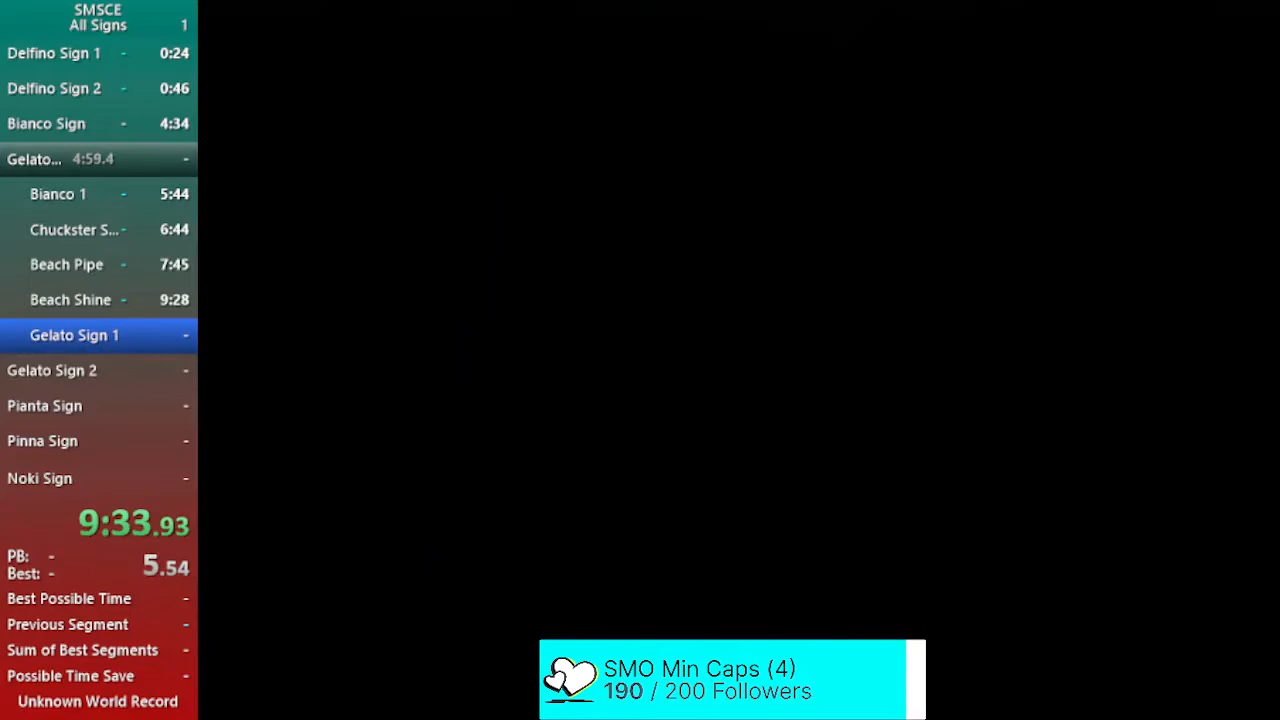 SMSCE
All Signs 1
Delfino Sign 1 - 0:24
Delfino Sign 2 - 0:46
Bianco Sign - 4:34
Gelato... 4:59.4 -
Bianco 1 - 5:44
Chuckster S... - 6:44
Beach Pipe - 7:45
Beach Shine - 9:28
Gelato Sign 1 -
Gelato Sign 2 -
Pianta Sign -
Pinna Sign -
Noki Sign -
9:33.93
PB: -
Best: - 5.54
Best Possible Time -
Previous Segment -
Sum of Best Segments -
Possible Time Save -
Unknown World Record
SMO Min Caps (4)
190 / 200 Followers